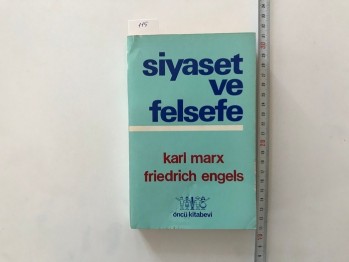 siyaset
ve
felsefe
karl marx
friedrich engels
öncü kitabevi